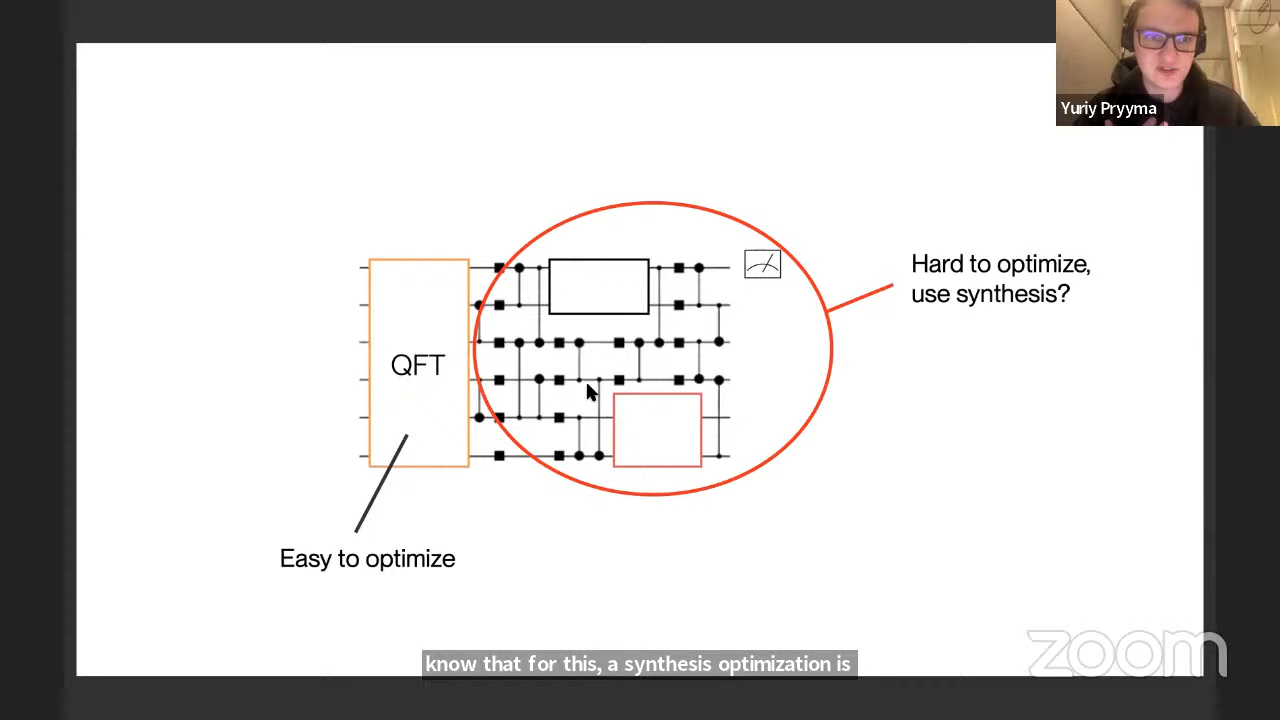 Yuriy Pryyma
Hard to optimize,
use synthesis?
QFT
Easy to optimize
zoom
know that for this, a synthesis optimization is